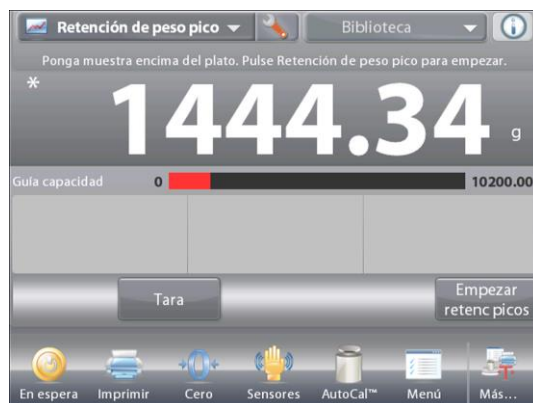 Retención de peso pico
Biblioteca
Ponga muestra encima del plato. Pulse Retención de peso pico para empezar.
* 1444.34 g
Guía capacidad 0 10200.00
Tara
Empezar
retenc picos
En espera Imprimir Cero Sensores AutoCal™ Menú Más...